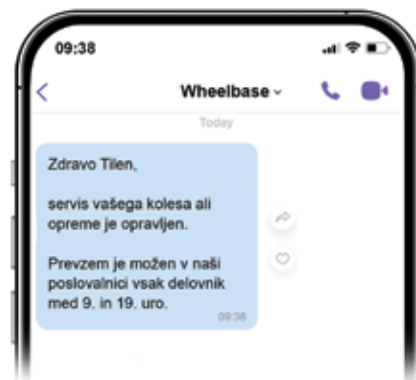 09:38
Wheelbase
Today
Zdravo Tilen,
servis vašega kolesa ali
opreme je opravljen.
Prevzem je možen v naši
poslovalnici vsak delovnik
med 9. in 19. uro.
09:38